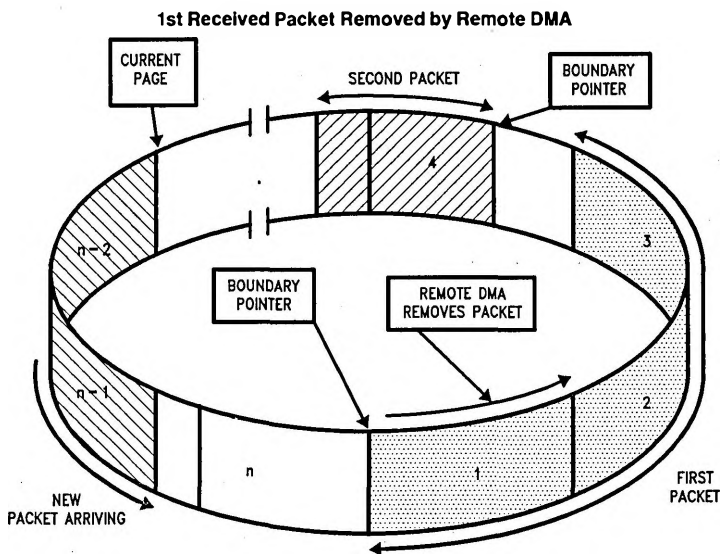 1st Received Packet Removed by Remote DMA
CURRENT
PAGE
SECOND PACKET
BOUNDARY
POINTER
4
3
n-2
BOUNDARY
POINTER
REMOTE DMA
REMOVES PACKET
n-1
2
n
1
NEW
PACKET ARRIVING
FIRST
PACKET